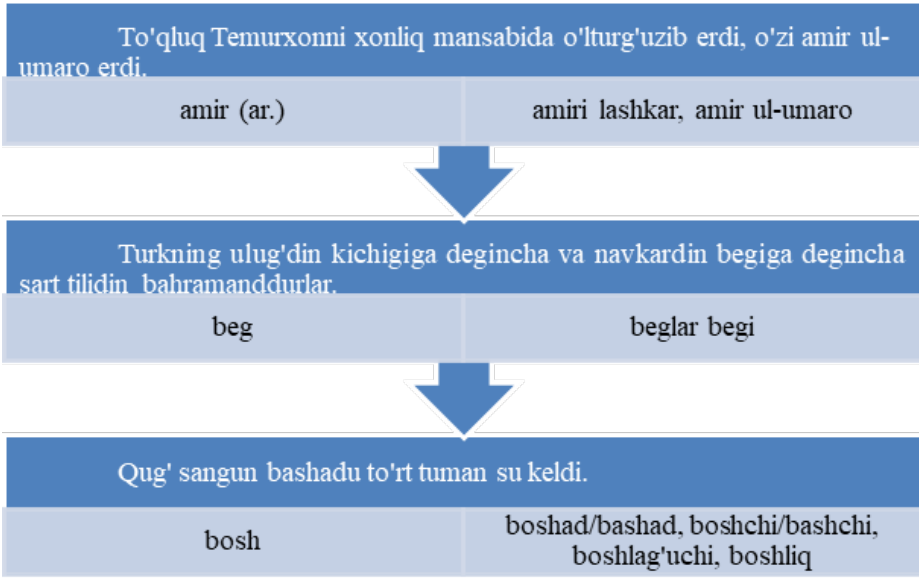 To'qluq Temurxonni xonliq mansabida o'lturg'uzib erdi, o'zi amir ul-
umaro erdi.
amir (ar.)
amiri lashkar, amir ul-umaro
Turkning ulug'din kichigiga degincha va navkardin begiga degincha
sart tilidin bahramanddurlar.
beg
beglar begi
Qug' sangun bashadu to'rt tuman su keldi.
bosh
boshad/bashad, boshchi/bashchi,
boshlag'uchi, boshliq